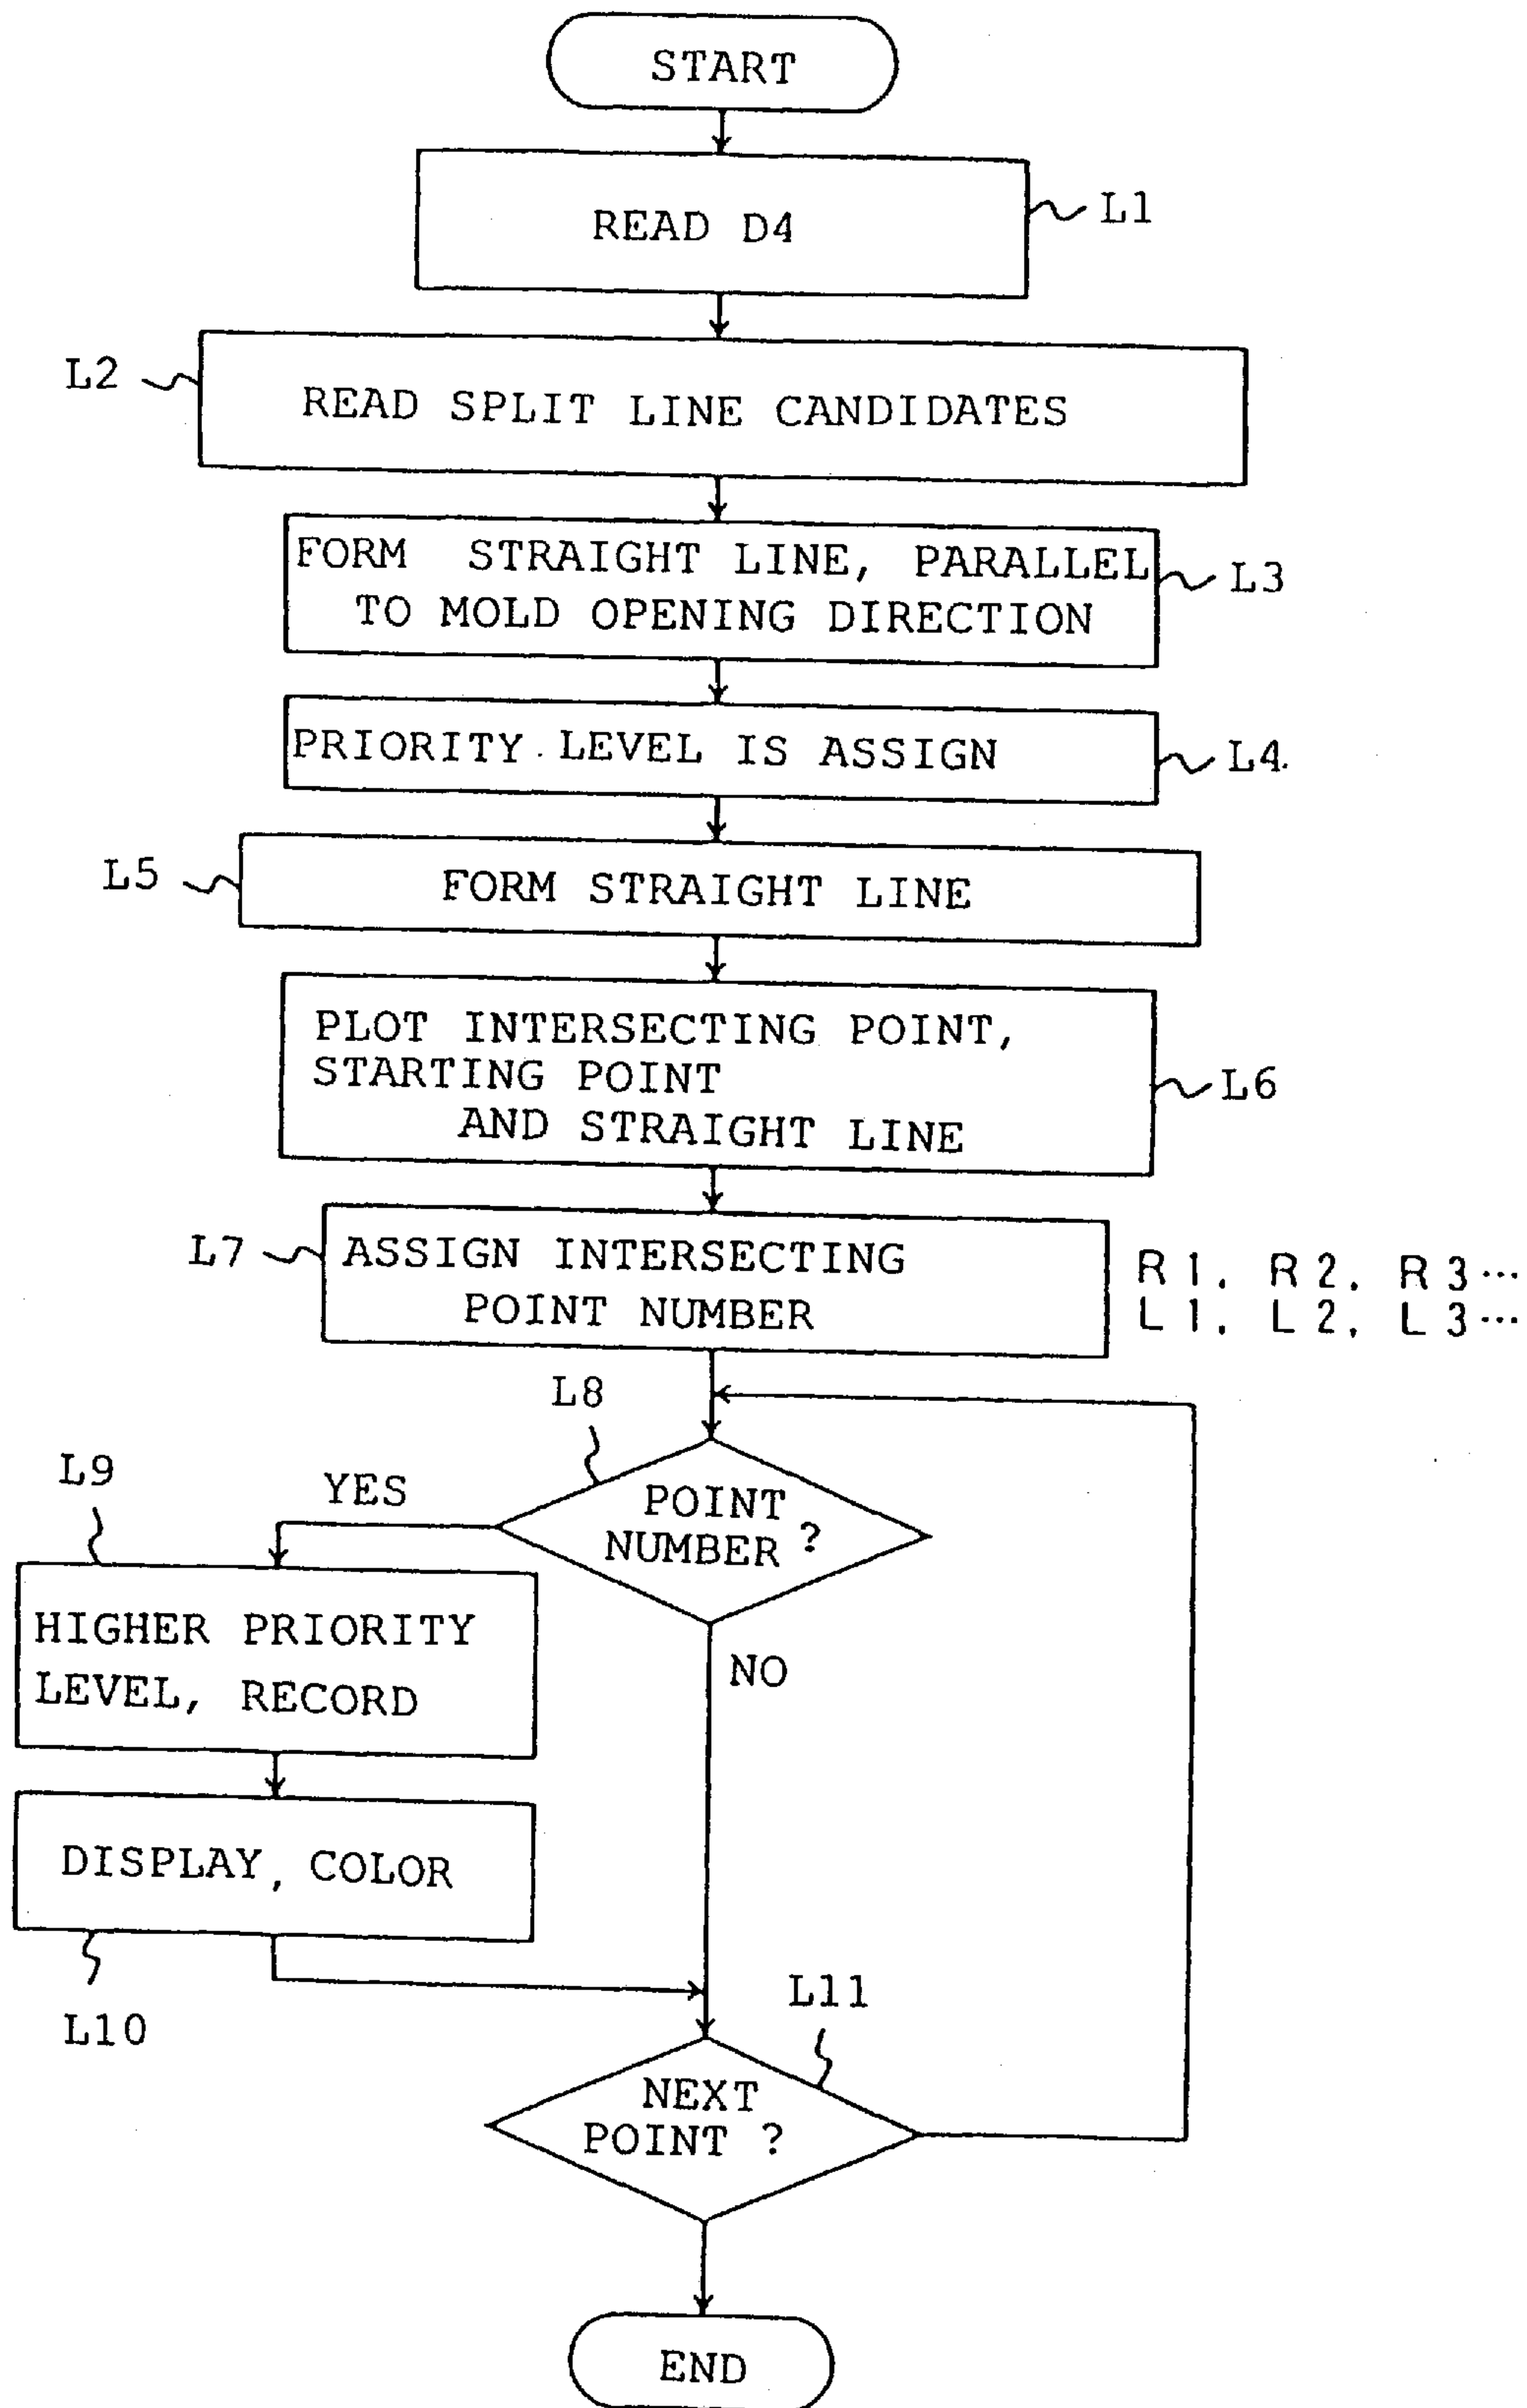 START
READ D4
L1
L2
READ SPLIT LINE CANDIDATES
FORM STRAIGHT LINE, PARALLEL
TO MOLD OPENING DIRECTION
L3
PRIORITY LEVEL IS ASSIGN
L4
L5
FORM STRAIGHT LINE
PLOT INTERSECTING POINT,
STARTING POINT
AND STRAIGHT LINE
L6
L7
ASSIGN INTERSECTING
POINT NUMBER
R1, R2, R3...
L1, L2, L3...
L8
POINT
NUMBER ?
YES
NO
L9
HIGHER PRIORITY
LEVEL, RECORD
DISPLAY, COLOR
L10
L11
NEXT
POINT ?
END